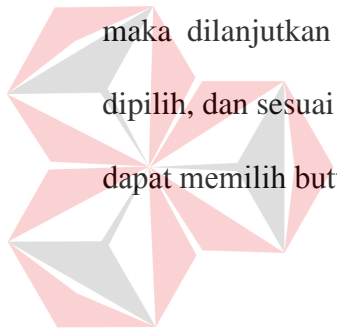 maka dilanjutkan
dipilih, dan sesuai
dapat memilih but